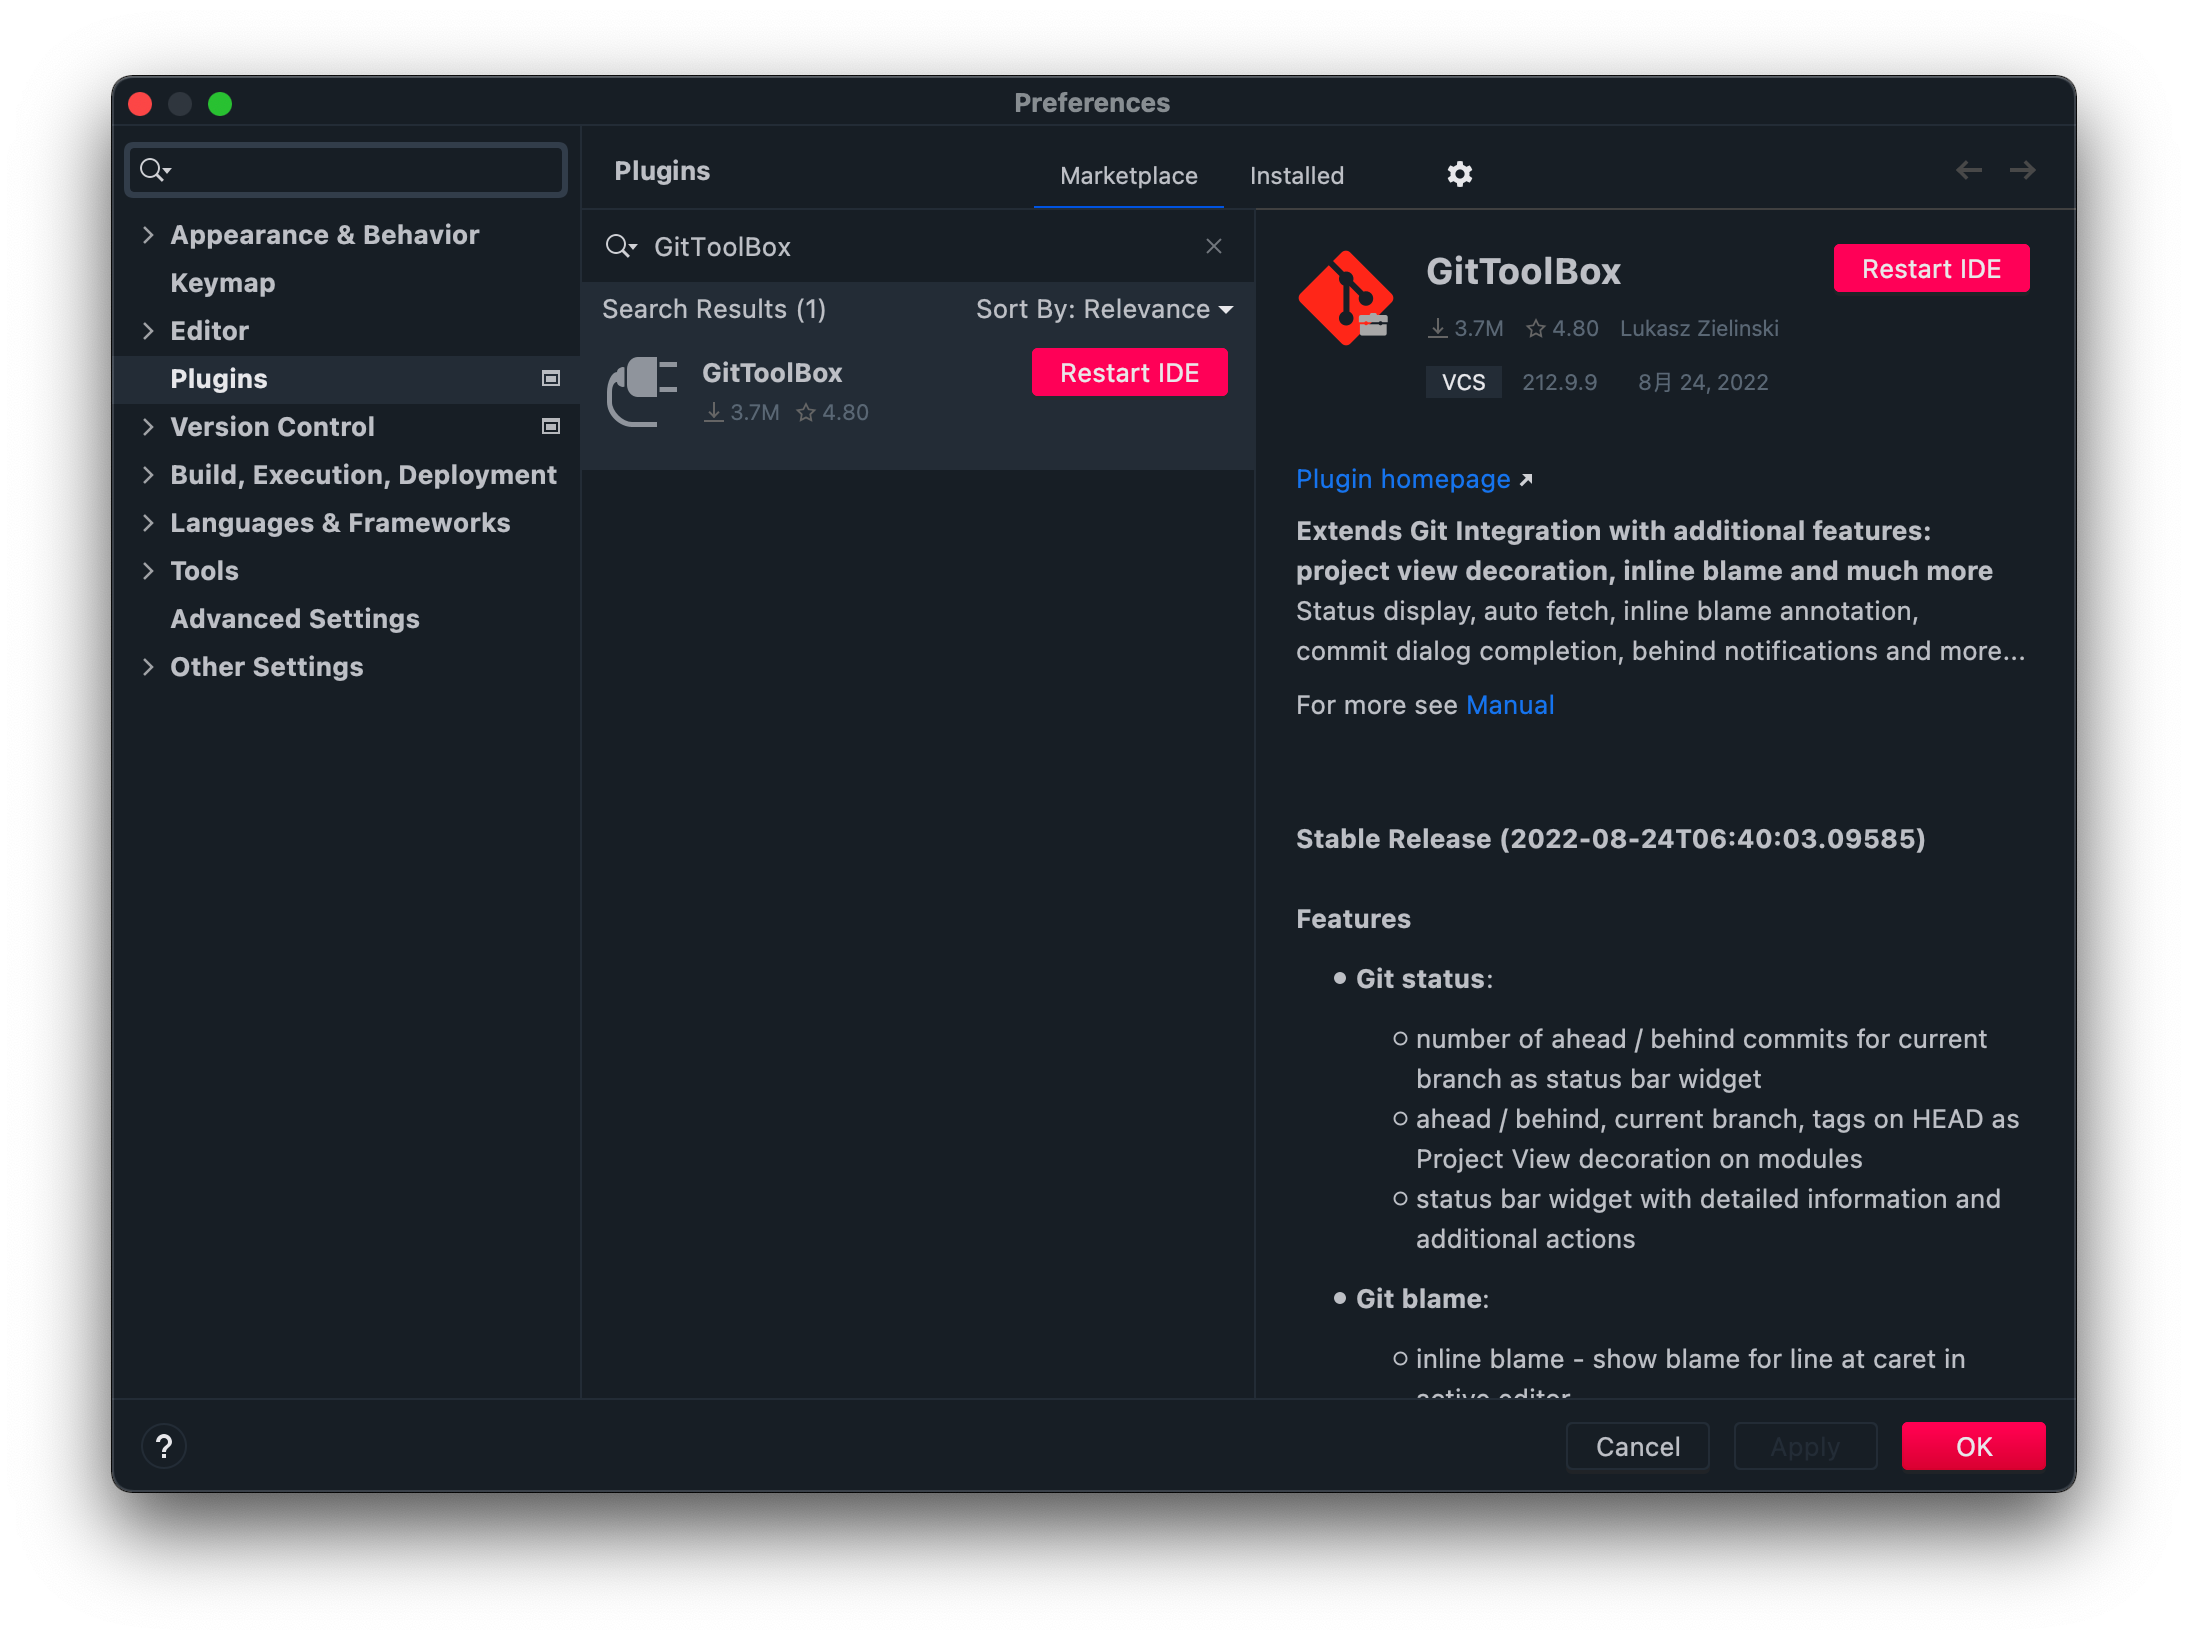 Preferences
Appearance & Behavior
Keymap
Editor
Plugins
Version Control
Build, Execution, Deployment
Languages & Frameworks
Tools
Advanced Settings
Other Settings
Plugins
Marketplace
Installed
GitToolBox
Search Results (1)
Sort By: Relevance
GitToolBox
3.7M
4.80
Restart IDE
GitToolBox
Restart IDE
3.7M
4.80
Lukasz Zielinski
VCS
212.9.9
8月 24, 2022
Plugin homepage
Extends Git Integration with additional features:
project view decoration, inline blame and much more
Status display, auto fetch, inline blame annotation,
commit dialog completion, behind notifications and more...
For more see Manual
Stable Release (2022-08-24T06:40:03.09585)
Features
Git status:
number of ahead / behind commits for current
branch as status bar widget
ahead / behind, current branch, tags on HEAD as
Project View decoration on modules
status bar widget with detailed information and
additional actions
Git blame:
inline blame - show blame for line at caret in
active editor
?
Cancel
Apply
OK